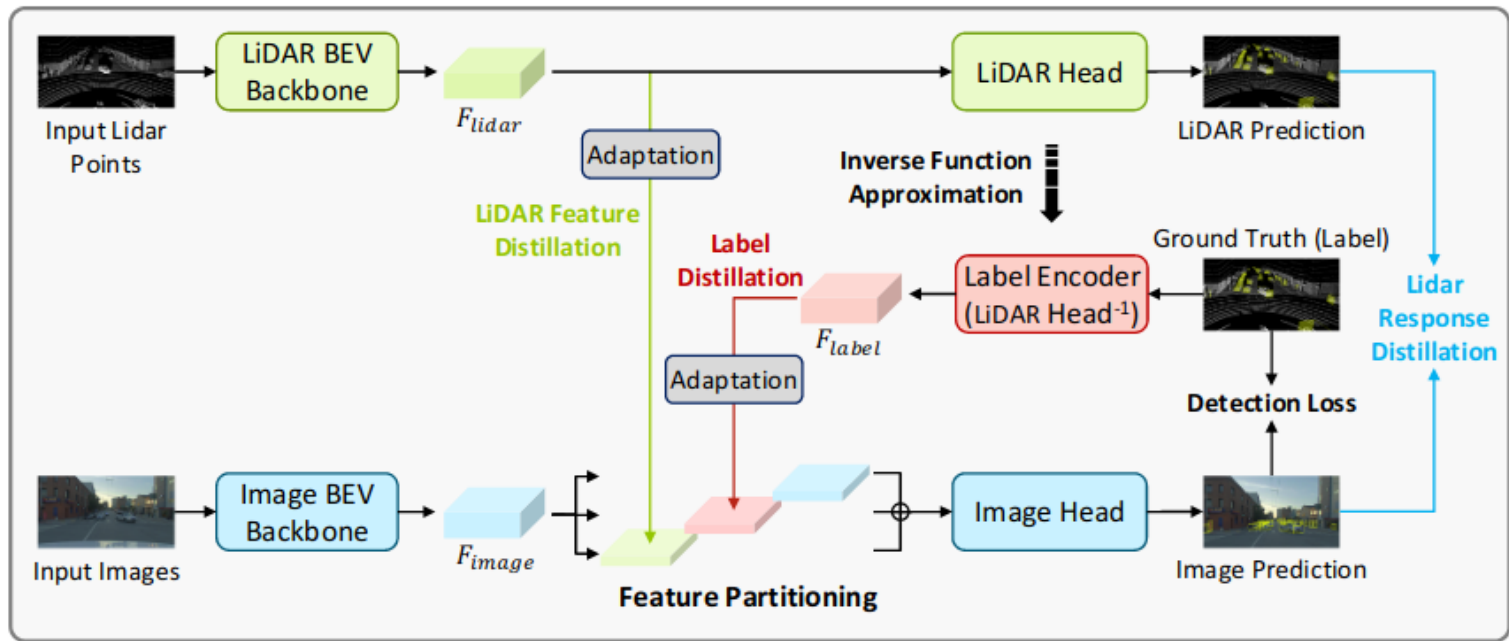 LiDAR BEV
Backbone
F_lidar
LiDAR Head
Input Lidar
Points
LiDAR Prediction
Adaptation
Inverse Function
Approximation
LiDAR Feature
Distillation
Label
Distillation
F_label
Label Encoder
(LiDAR Head⁻¹)
Ground Truth (Label)
Lidar
Response
Distillation
Adaptation
Detection Loss
Image BEV
Backbone
F_image
Image Head
Input Images
Feature Partitioning
Image Prediction